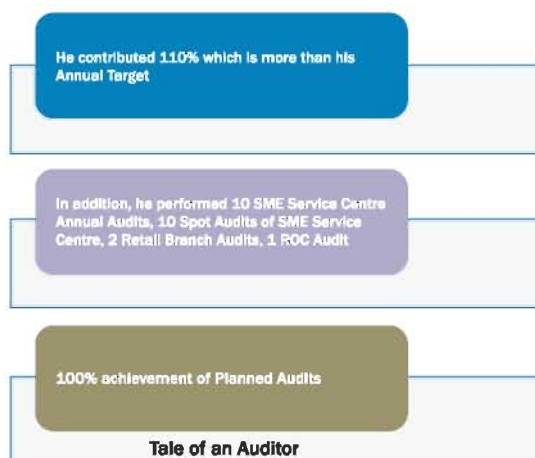 He contributed 110% which is more than his
Annual Target
In addition, he performed 10 SME Service Centre
Annual Audits, 10 Spot Audits of SME Service
Centre, 2 Retail Branch Audits, 1 ROC Audit
100% achievement of Planned Audits
Tale of an Auditor